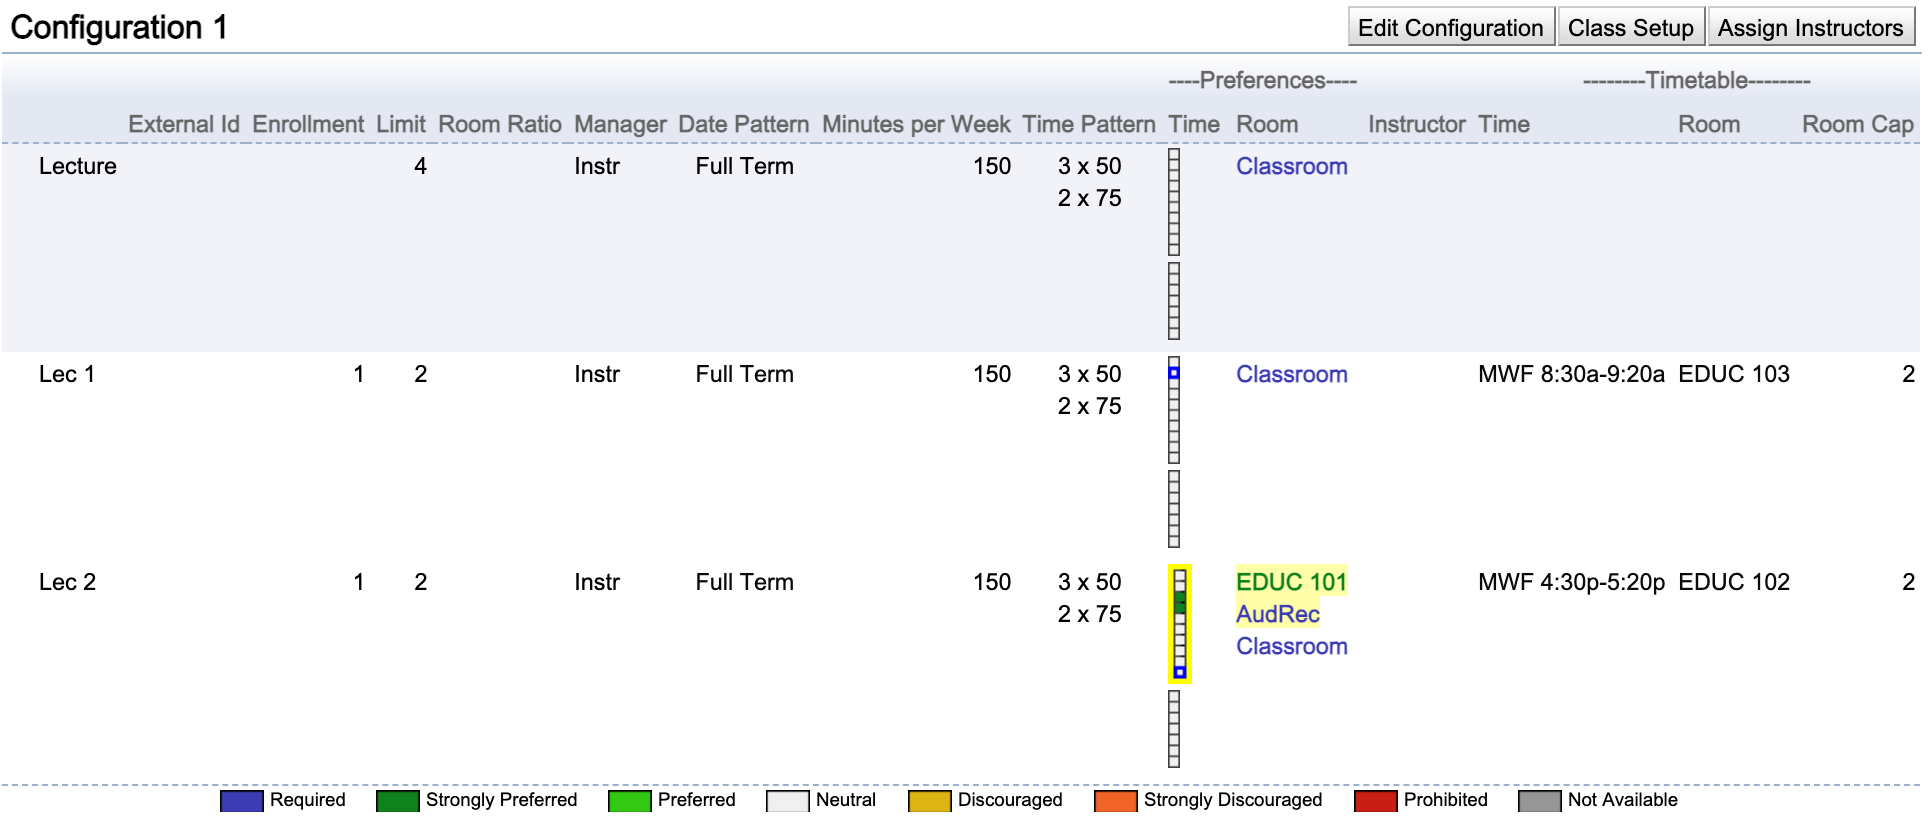 Configuration 1 Edit Configuration Class Setup Assign Instructors
----Preferences---- --------Timetable--------
External Id Enrollment Limit Room Ratio Manager Date Pattern Minutes per Week Time Pattern Time Room Instructor Time Room Room Cap
Lecture 4 Instr Full Term 150 3 x 50 Classroom
2 x 75
Lec 1 1 2 Instr Full Term 150 3 x 50 Classroom MWF 8:30a-9:20a EDUC 103 2
2 x 75
Lec 2 1 2 Instr Full Term 150 3 x 50 EDUC 101 MWF 4:30p-5:20p EDUC 102 2
2 x 75 AudRec
Classroom
Required Strongly Preferred Preferred Neutral Discouraged Strongly Discouraged Prohibited Not Available